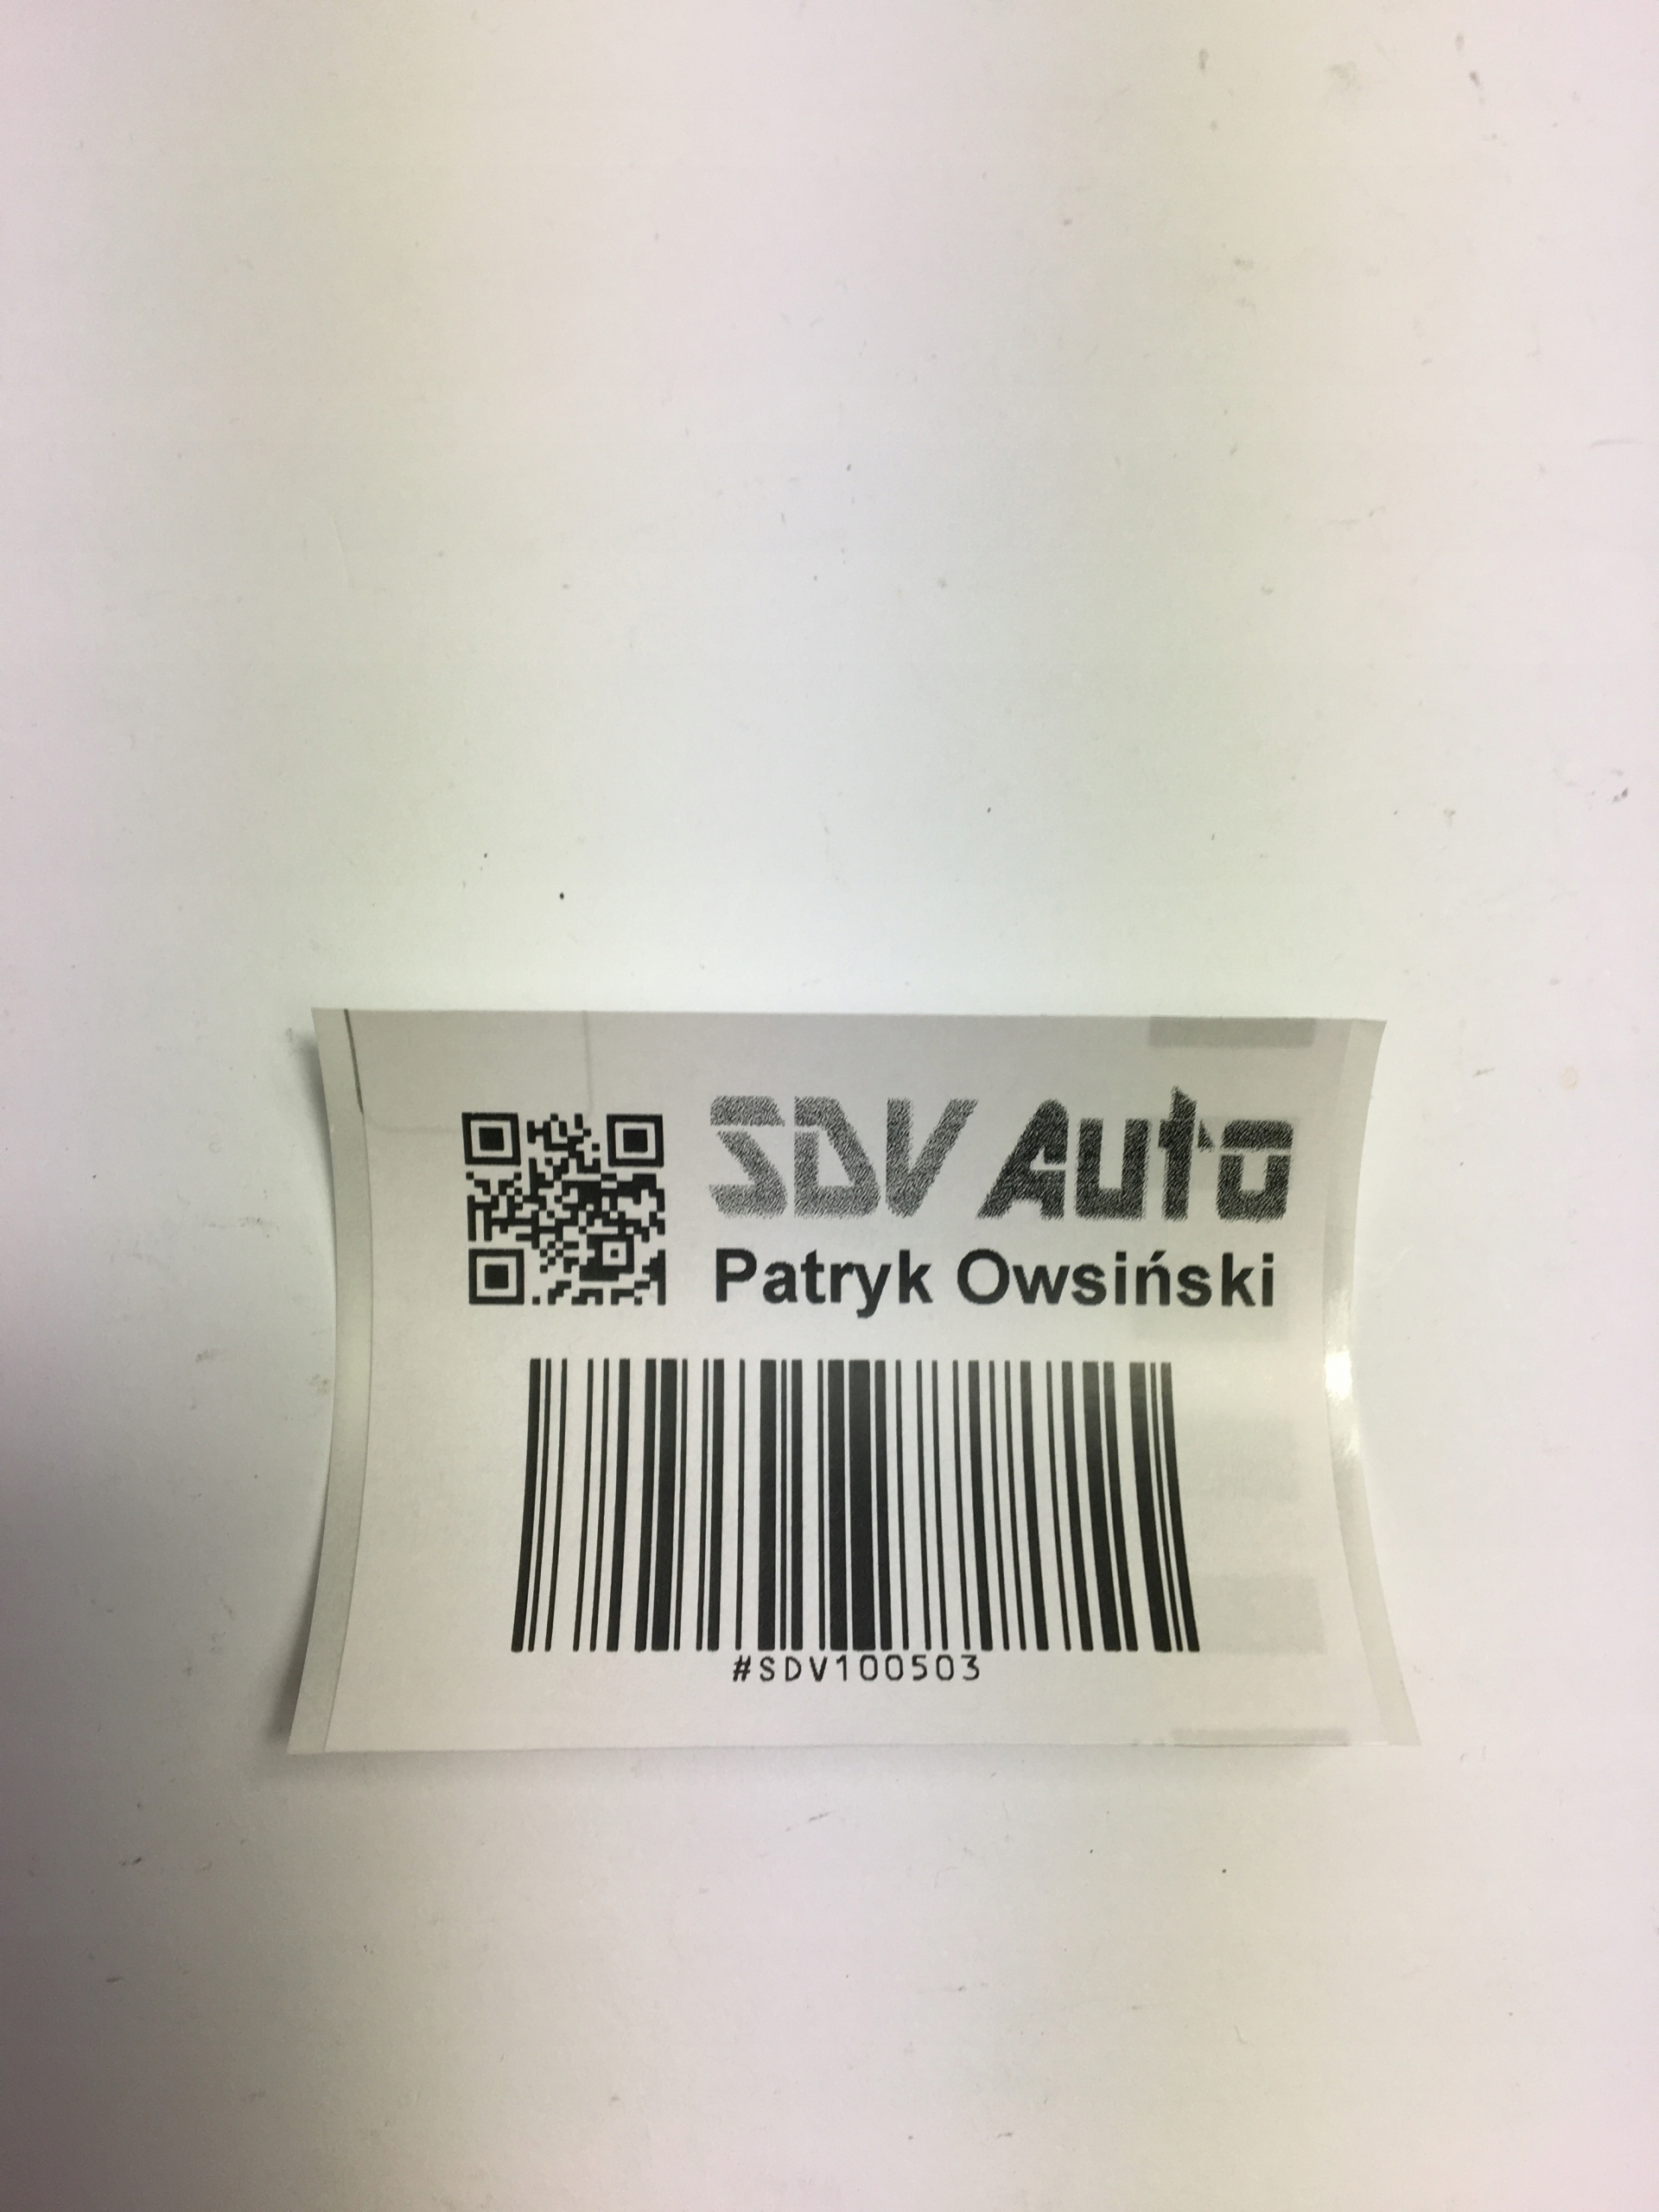 SDV Auto
Patryk Owsiński
#SDV100503